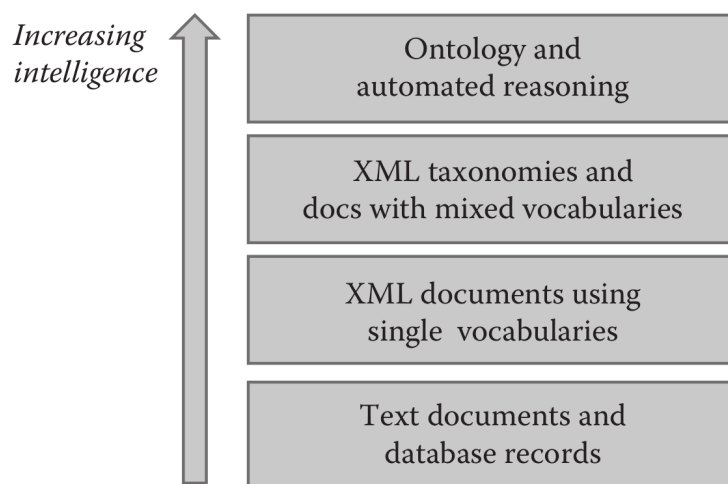 Increasing
intelligence
Ontology and
automated reasoning
XML taxonomies and
docs with mixed vocabularies
XML documents using
single vocabularies
Text documents and
database records